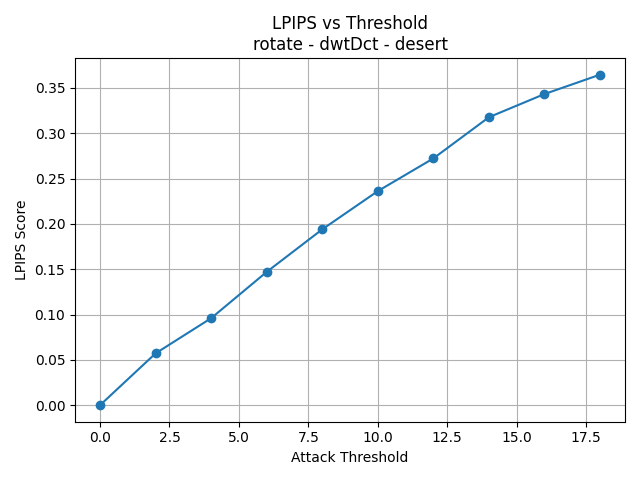 LPIPS vs Threshold
rotate - dwtDct - desert
0.35
0.30
0.25
0.20
0.15
0.10
0.05
0.00
LPIPS Score
0.0 2.5 5.0 7.5 10.0 12.5 15.0 17.5
Attack Threshold